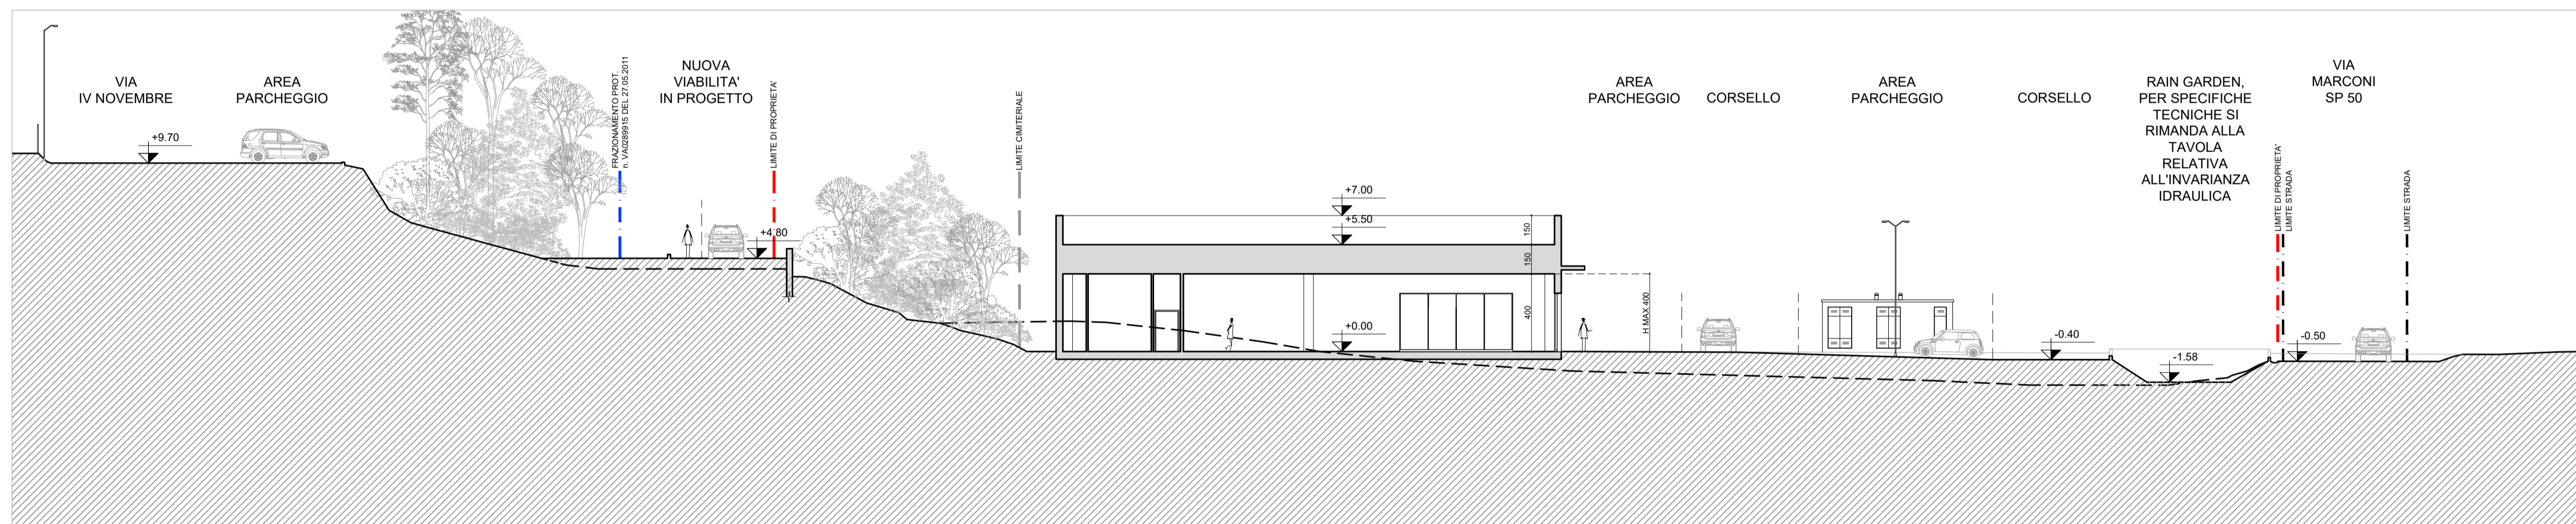 VIA
IV NOVEMBRE
AREA
PARCHEGGIO
+9.70
FRAZIONAMENTO PROT.
n. VA0289915 DEL 27.05.2011
NUOVA
VIABILITA'
IN PROGETTO
LIMITE DI PROPRIETA'
+4.80
LIMITE CIMITERIALE
+7.00
+5.50
+0.00
150
150
400
H MAX 400
AREA
PARCHEGGIO
CORSELLO
AREA
PARCHEGGIO
CORSELLO
-0.40
RAIN GARDEN,
PER SPECIFICHE
TECNICHE SI
RIMANDA ALLA
TAVOLA
RELATIVA
ALL'INVARIANZA
IDRAULICA
-1.58
LIMITE DI PROPRIETA'
LIMITE STRADA
VIA
MARCONI
SP 50
-0.50
LIMITE STRADA